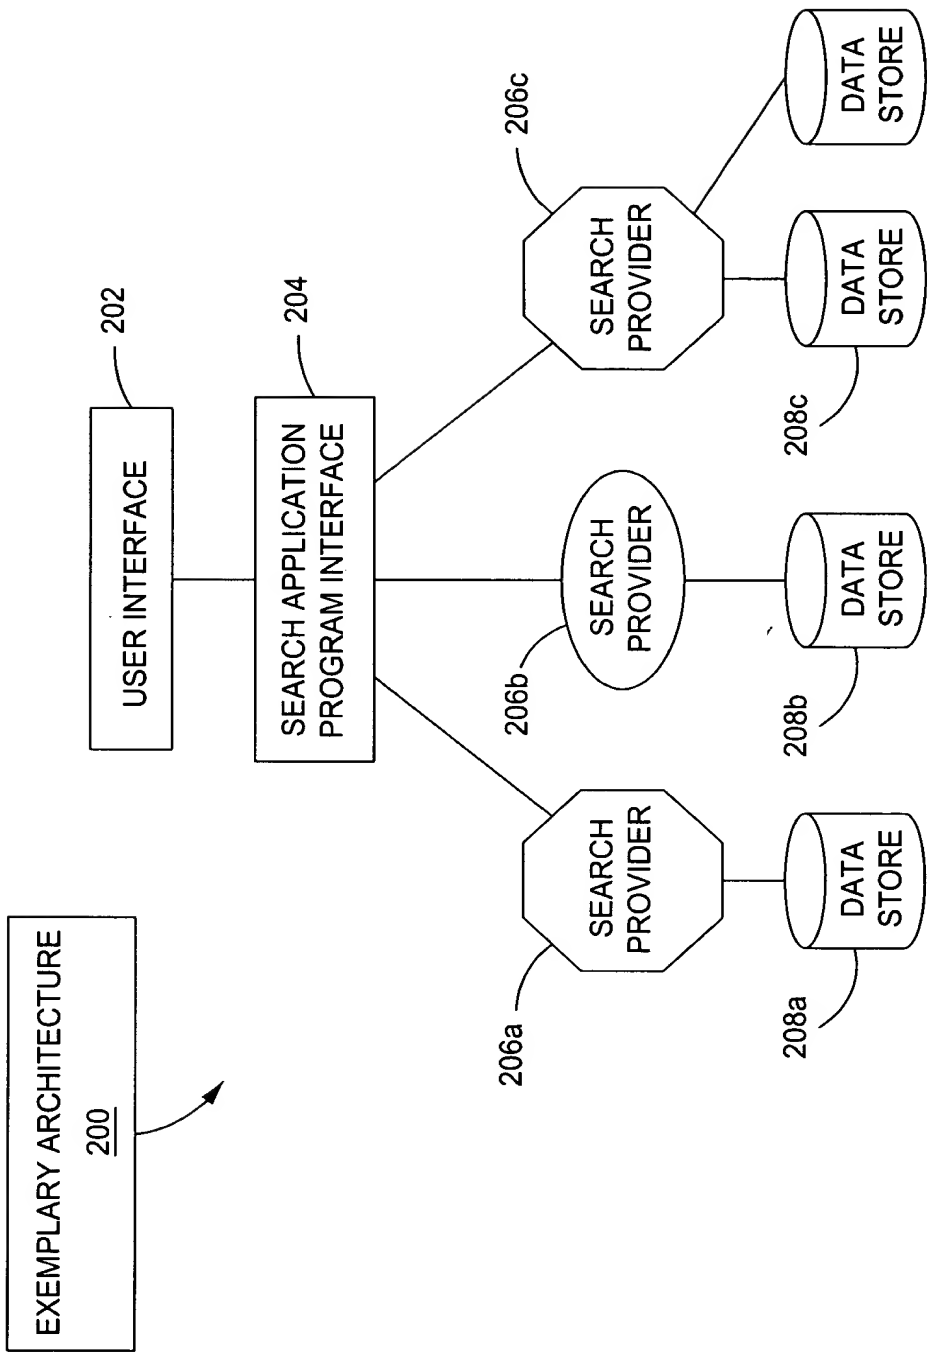 EXEMPLARY ARCHITECTURE
200
USER INTERFACE
202
SEARCH APPLICATION
PROGRAM INTERFACE
204
SEARCH
PROVIDER
206a
SEARCH
PROVIDER
206b
SEARCH
PROVIDER
206c
DATA
STORE
208a
DATA
STORE
208b
DATA
STORE
208c
DATA
STORE